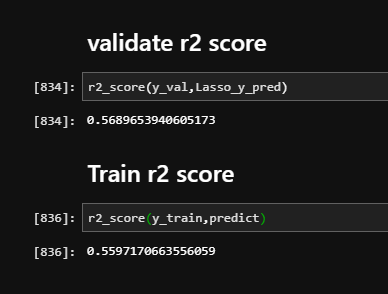 validate r2 score
[834]: r2_score(y_val,Lasso_y_pred)
[834]: 0.5689653940605173
Train r2 score
[836]: r2_score(y_train,predict)
[836]: 0.5597170663556059